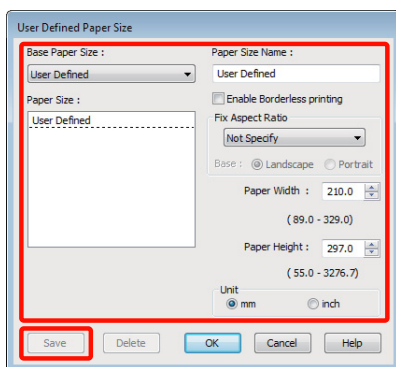 User Defined Paper Size
Base Paper Size :
User Defined
Paper Size :
User Defined
Paper Size Name :
User Defined
Enable Borderless printing
Fix Aspect Ratio
Not Specify
Base : Landscape Portrait
Paper Width : 210.0
(89.0 - 329.0)
Paper Height : 297.0
(55.0 - 3276.7)
Unit
mm inch
Save Delete OK Cancel Help